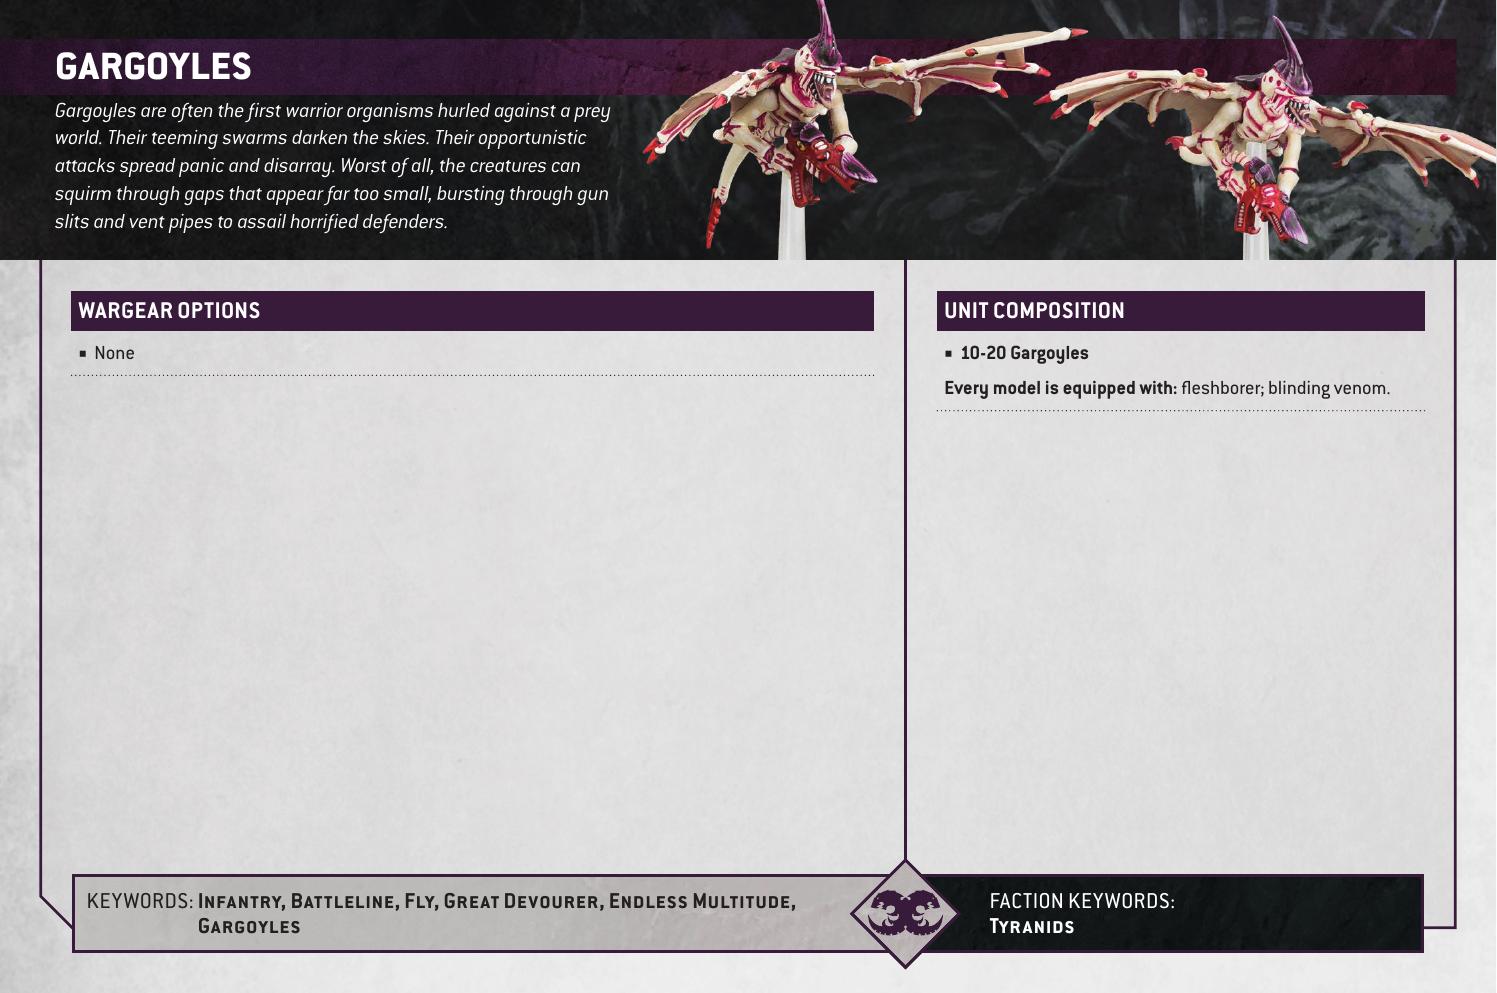 GARGOYLES
Gargoyles are often the first warrior organisms hurled against a prey
world. Their teeming swarms darken the skies. Their opportunistic
attacks spread panic and disarray. Worst of all, the creatures can
squirm through gaps that appear far too small, bursting through gun
slits and vent pipes to assail horrified defenders.
WARGEAR OPTIONS
■ None
UNIT COMPOSITION
■ 10-20 Gargoyles
Every model is equipped with: fleshborer; blinding venom.
KEYWORDS: Infantry, Battleline, Fly, Great Devourer, Endless Multitude,
Gargoyles
FACTION KEYWORDS:
Tyranids